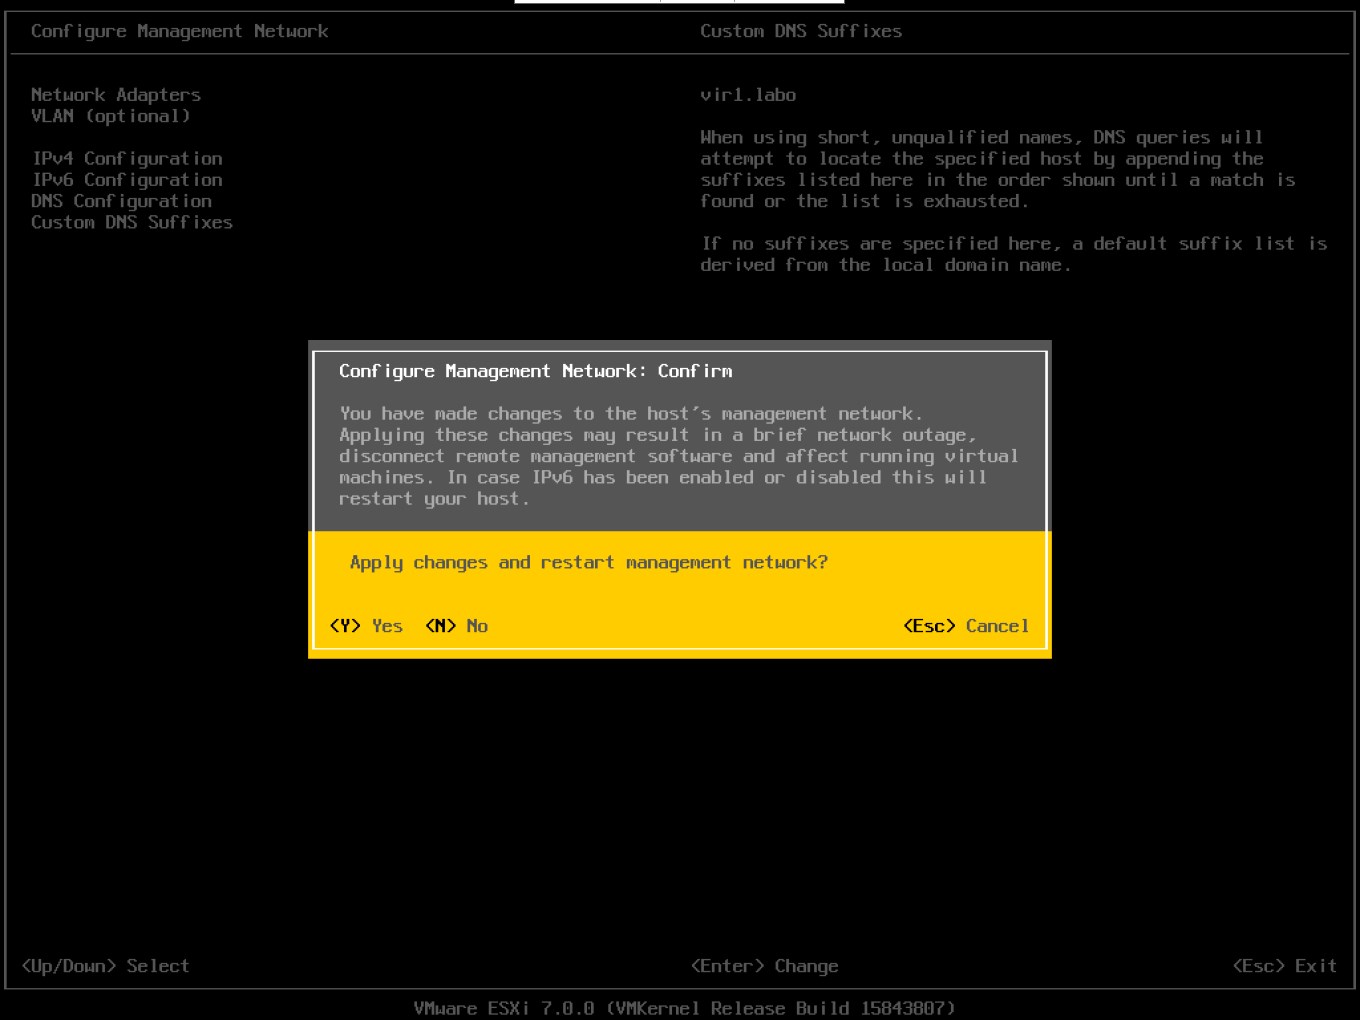 Configure Management Network
Custom DNS Suffixes
Network Adapters
VLAN (optional)
IPv4 Configuration
IPv6 Configuration
DNS Configuration
Custom DNS Suffixes
vir1.labo
When using short, unqualified names, DNS queries will
attempt to locate the specified host by appending the
suffixes listed here in the order shown until a match is
found or the list is exhausted.
If no suffixes are specified here, a default suffix list is
derived from the local domain name.
Configure Management Network: Confirm
You have made changes to the host's management network.
Applying these changes may result in a brief network outage,
disconnect remote management software and affect running virtual
machines. In case IPv6 has been enabled or disabled this will
restart your host.
Apply changes and restart management network?
<Y> Yes <N> No <Esc> Cancel
<Up/Down> Select <Enter> Change <Esc> Exit
VMware ESXi 7.0.0 (VMKernel Release Build 15843807)